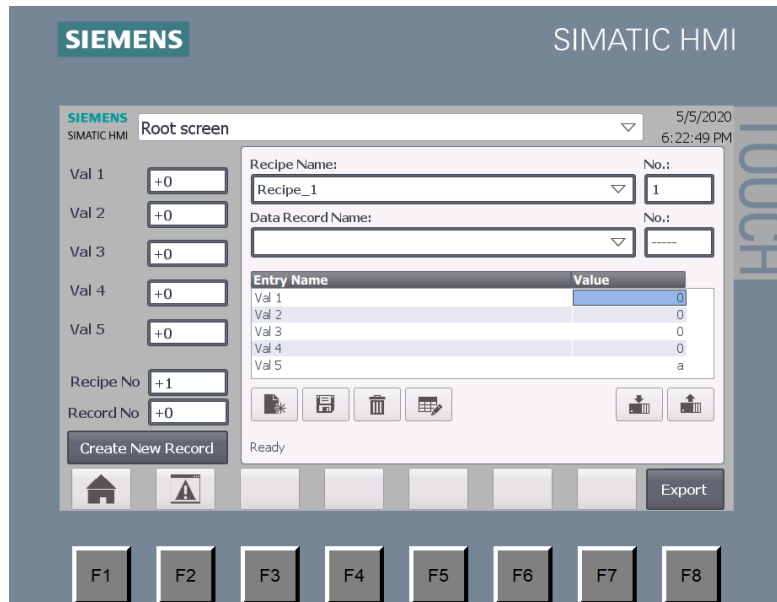 SIEMENS
SIMATIC HMI
TOUCH
SIEMENS
SIMATIC HMI
Root screen
5/5/2020
6:22:49 PM
Val 1
+0
Val 2
+0
Val 3
+0
Val 4
+0
Val 5
+0
Recipe No
+1
Record No
+0
Create New Record
Recipe Name:
No.:
Recipe_1
1
Data Record Name:
No.:
-----
Entry Name Value
Val 1 0
Val 2 0
Val 3 0
Val 4 0
Val 5 a
Ready
Export
F1
F2
F3
F4
F5
F6
F7
F8